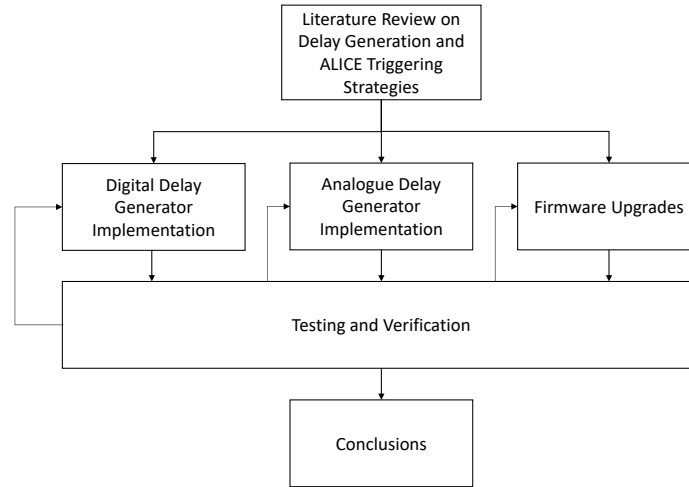 Literature Review on
Delay Generation and
ALICE Triggering
Strategies
Digital Delay
Generator
Implementation
Analogue Delay
Generator
Implementation
Firmware Upgrades
Testing and Verification
Conclusions